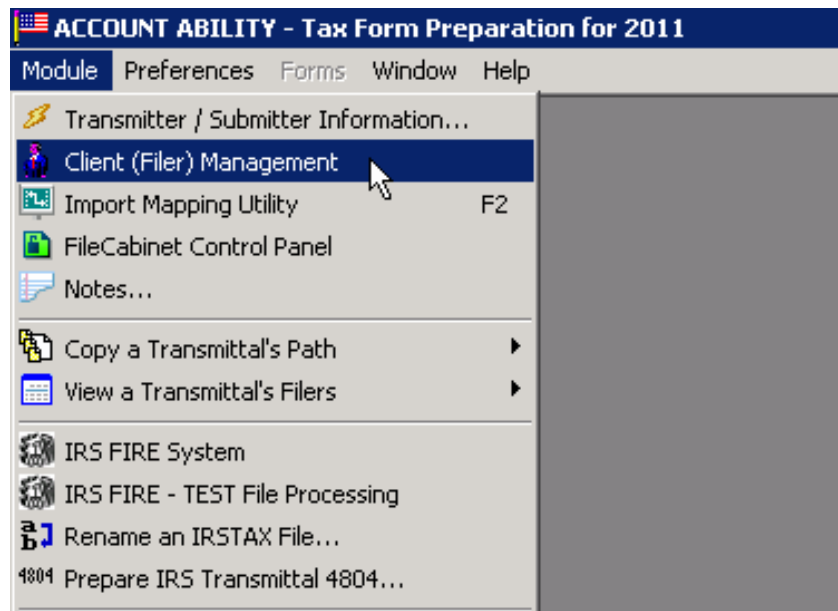 ACCOUNT ABILITY - Tax Form Preparation for 2011
Module Preferences Forms Window Help
Transmitter / Submitter Information...
Client (Filer) Management
Import Mapping Utility F2
FileCabinet Control Panel
Notes...
Copy a Transmittal's Path
View a Transmittal's Filers
IRS FIRE System
IRS FIRE - TEST File Processing
a b Rename an IRSTAX File...
4804 Prepare IRS Transmittal 4804...